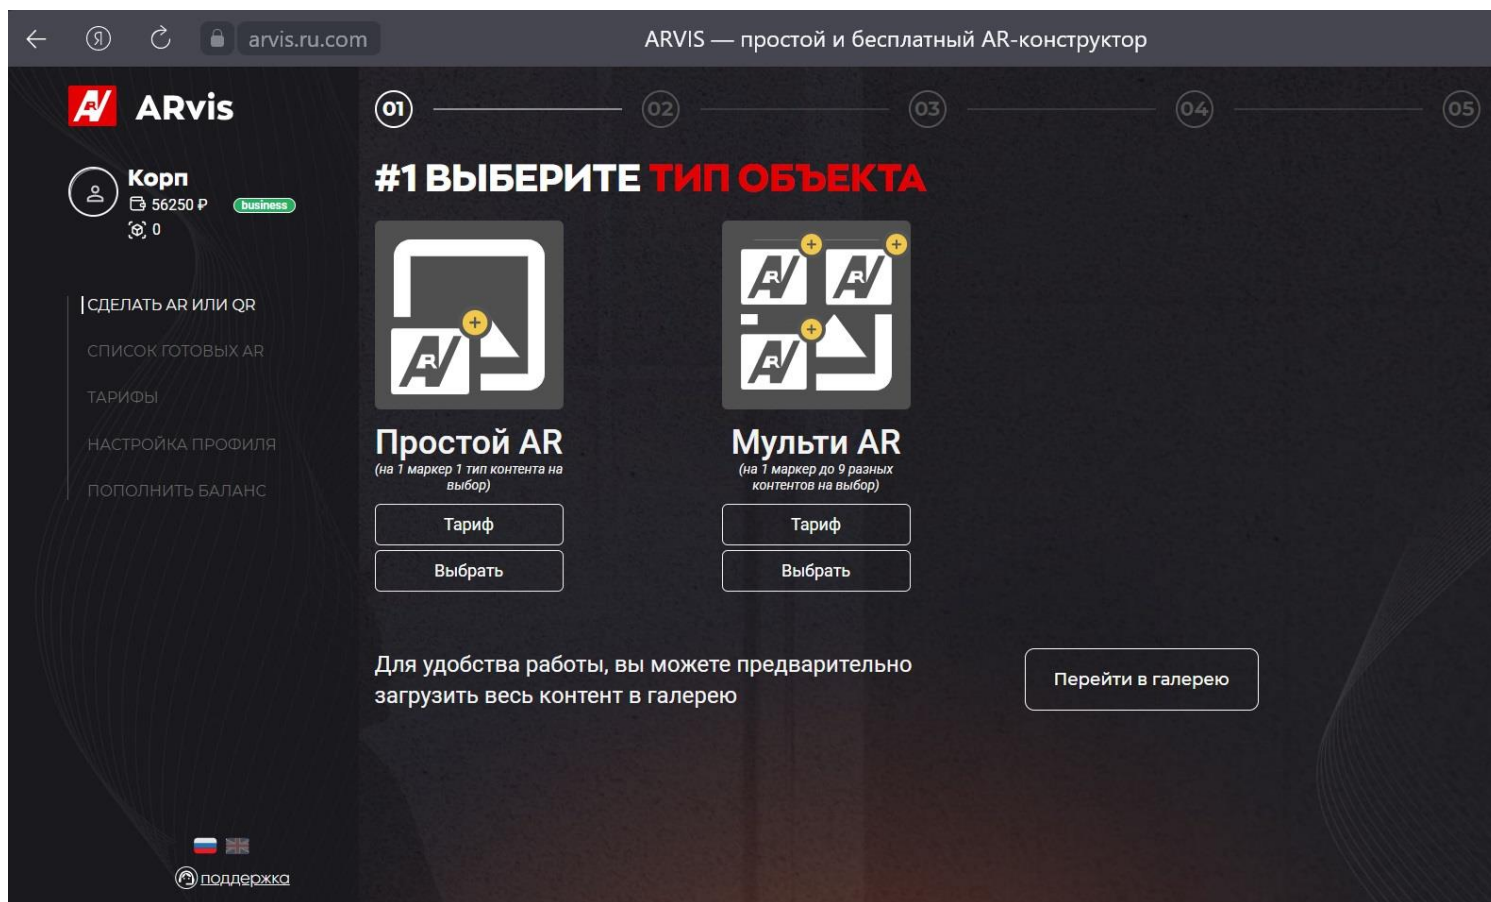 arvis.ru.com
ARVIS — простой и бесплатный AR-конструктор
ARvis
01
02
03
04
05
Корп
56250 ₽ business
0
СДЕЛАТЬ AR ИЛИ QR
СПИСОК ГОТОВЫХ AR
ТАРИФЫ
НАСТРОЙКА ПРОФИЛЯ
ПОПОЛНИТЬ БАЛАНС
поддержка
#1 ВЫБЕРИТЕ ТИП ОБЪЕКТА
Простой AR
(на 1 маркер 1 тип контента на
выбор)
Тариф
Выбрать
Мульти AR
(на 1 маркер до 9 разных
контентов на выбор)
Тариф
Выбрать
Для удобства работы, вы можете предварительно
загрузить весь контент в галерею
Перейти в галерею